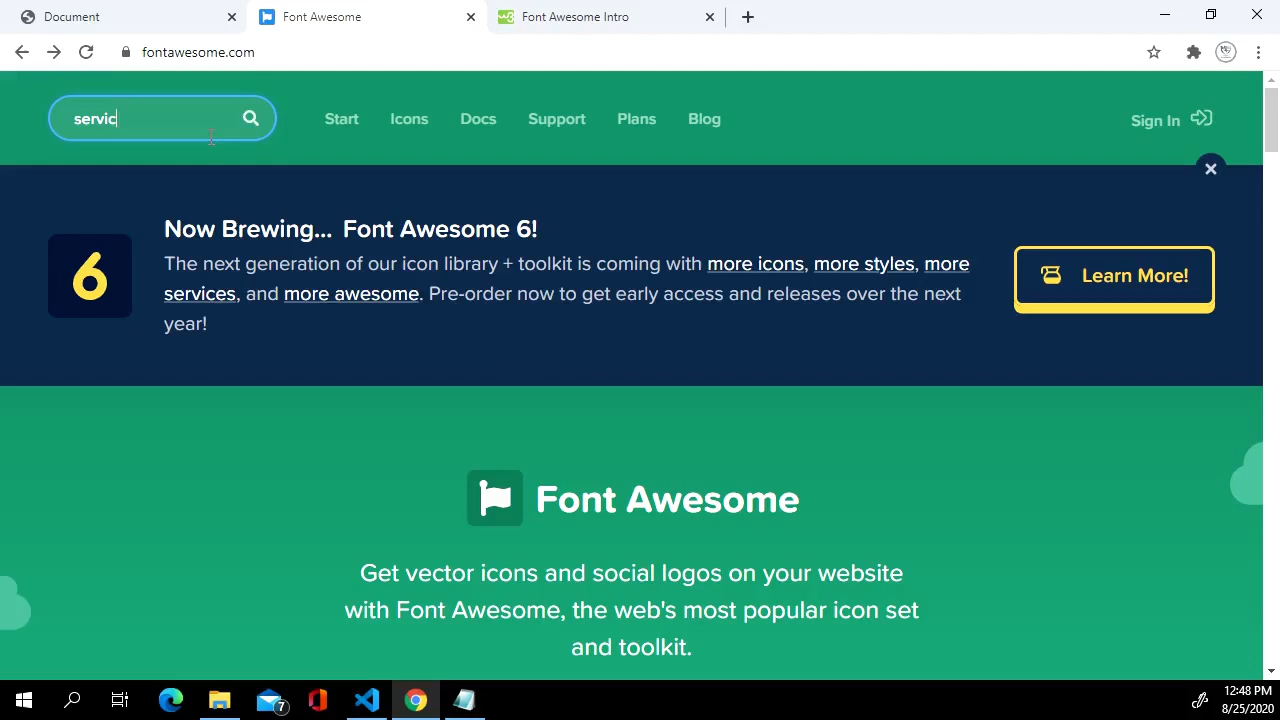 Document
Font Awesome
Font Awesome Intro
fontawesome.com
servic
Start
Icons
Docs
Support
Plans
Blog
Sign In
6
Now Brewing... Font Awesome 6!
The next generation of our icon library + toolkit is coming with more icons, more styles, more
services, and more awesome. Pre-order now to get early access and releases over the next
year!
Learn More!
Font Awesome
Get vector icons and social logos on your website
with Font Awesome, the web's most popular icon set
and toolkit.
7
12:48 PM
8/25/2020